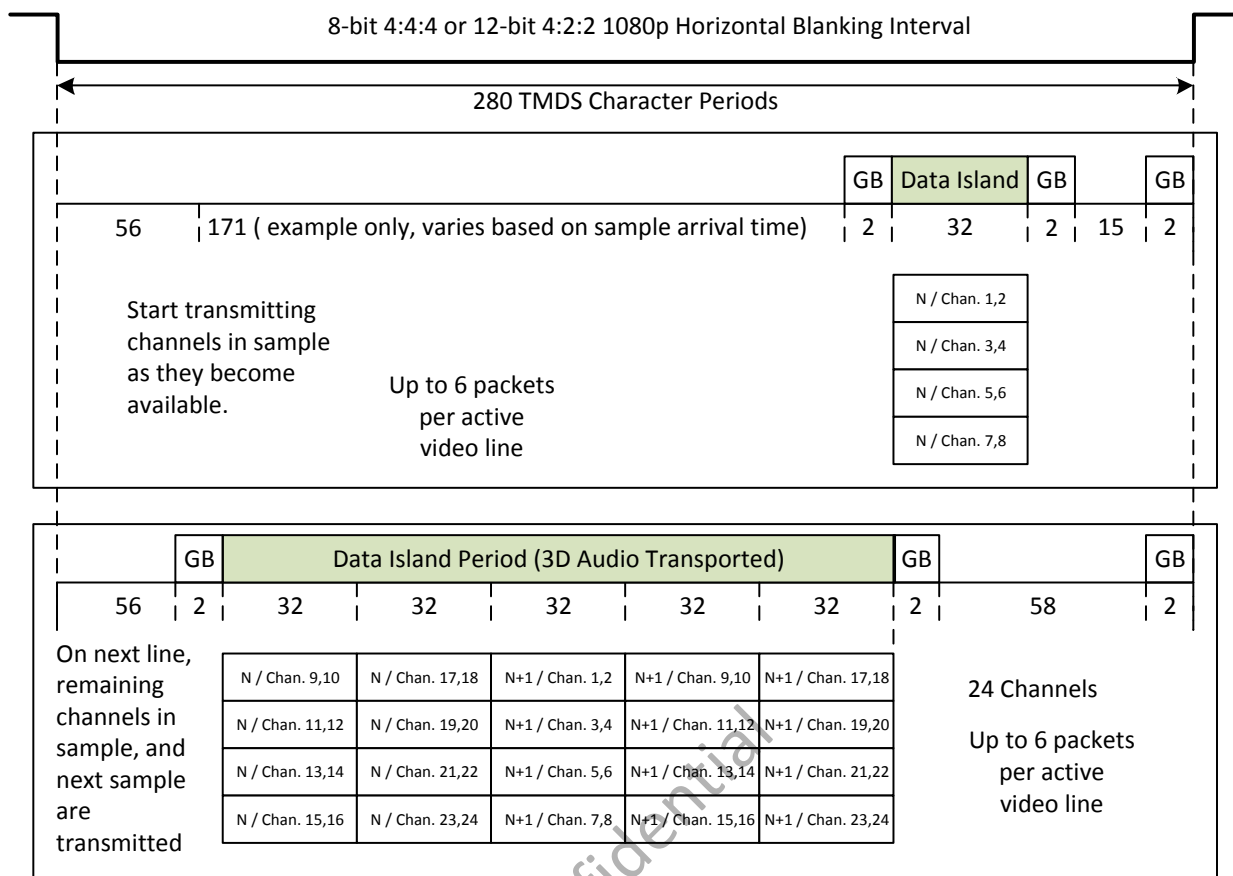 8-bit 4:4:4 or 12-bit 4:2:2 1080p Horizontal Blanking Interval
280 TMDS Character Periods
GB Data Island GB GB
56 171 ( example only, varies based on sample arrival time) 2 32 2 15 2
Start transmitting
channels in sample
as they become
available.
Up to 6 packets
per active
video line
N / Chan. 1,2
N / Chan. 3,4
N / Chan. 5,6
N / Chan. 7,8
GB Data Island Period (3D Audio Transported) GB GB
56 2 32 32 32 32 32 2 58 2
On next line,
remaining
channels in
sample, and
next sample
are
transmitted
N / Chan. 9,10 N / Chan. 17,18 N+1 / Chan. 1,2 N+1 / Chan. 9,10 N+1 / Chan. 17,18
N / Chan. 11,12 N / Chan. 19,20 N+1 / Chan. 3,4 N+1 / Chan. 11,12 N+1 / Chan. 19,20
N / Chan. 13,14 N / Chan. 21,22 N+1 / Chan. 5,6 N+1 / Chan. 13,14 N+1 / Chan. 21,22
N / Chan. 15,16 N / Chan. 23,24 N+1 / Chan. 7,8 N+1 / Chan. 15,16 N+1 / Chan. 23,24
24 Channels
Up to 6 packets
per active
video line
fidential